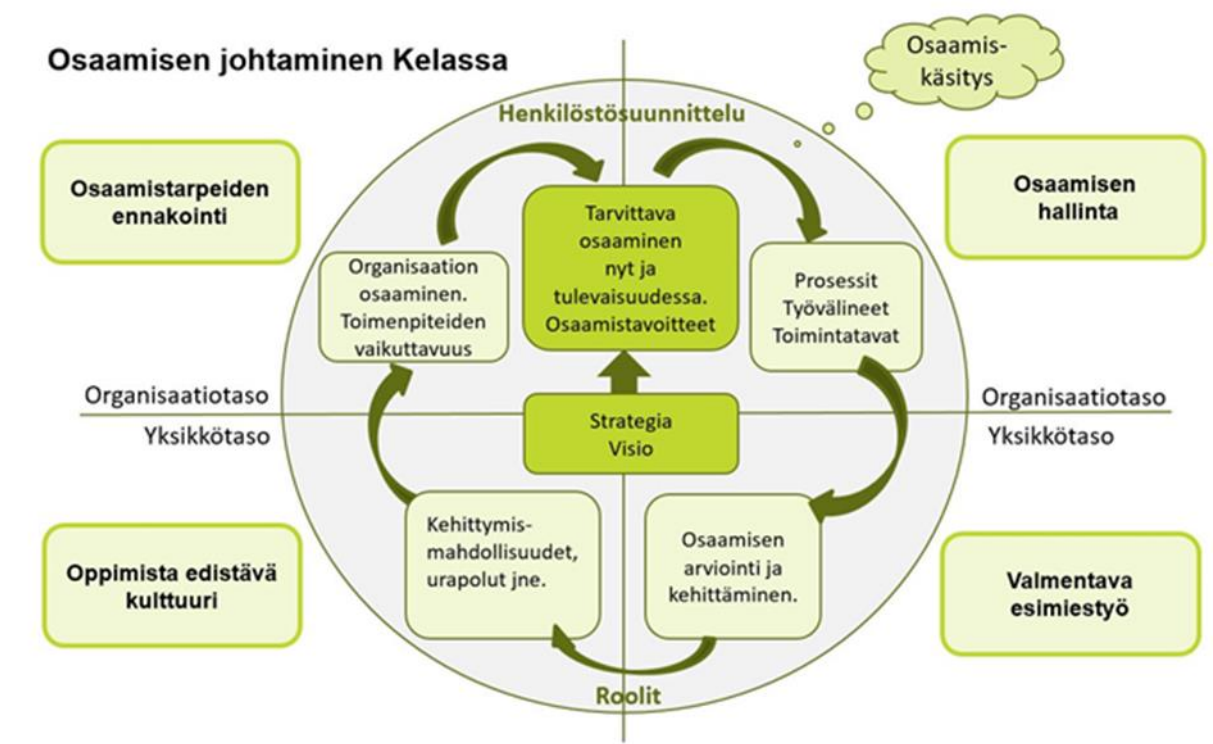 Osaamisen johtaminen Kelassa
Osaamis-
käsitys
Henkilöstösuunnittelu
Osaamistarpeiden
ennakointi
Osaamisen
hallinta
Tarvittava
osaaminen
nyt ja
tulevaisuudessa.
Osaamistavoitteet
Organisaation
osaaminen.
Toimenpiteiden
vaikuttavuus
Prosessit
Työvälineet
Toimintatavat
Organisaatiotaso
Yksikkötaso
Strategia
Visio
Organisaatiotaso
Yksikkötaso
Kehittymis-
mahdollisuudet,
urapolut jne.
Osaamisen
arviointi ja
kehittäminen.
Oppimista edistävä
kulttuuri
Valmentava
esimiestyö
Roolit